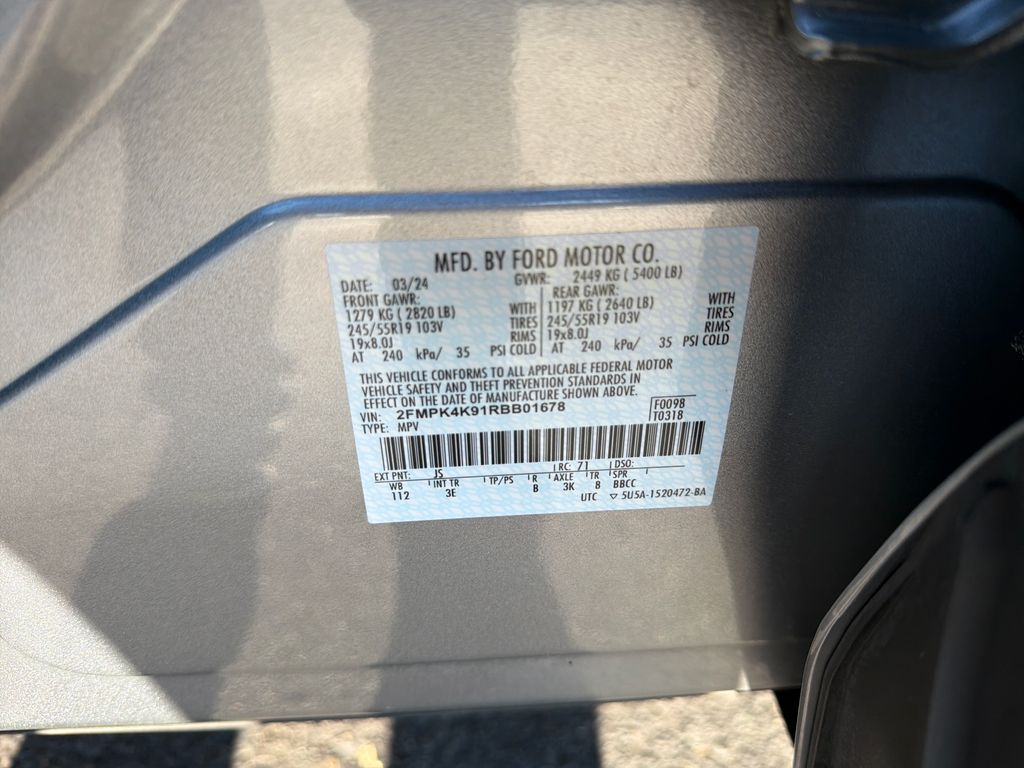 MFD. BY FORD MOTOR CO.
DATE: 03/24 GVWR: 2449 KG ( 5400 LB)
FRONT GAWR: REAR GAWR:
1279 KG ( 2820 LB) WITH 1197 KG ( 2640 LB) WITH
245/55R19 103V TIRES 245/55R19 103V TIRES
19x8.0J RIMS 19x8.0J RIMS
AT 240 kPa/ 35 PSI COLD AT 240 kPa/ 35 PSI COLD
THIS VEHICLE CONFORMS TO ALL APPLICABLE FEDERAL MOTOR
VEHICLE SAFETY AND THEFT PREVENTION STANDARDS IN
EFFECT ON THE DATE OF MANUFACTURE SHOWN ABOVE.
VIN: 2FMPK4K91RBB01678 F0098
TYPE: MPV T0318
EXT PNT: JS RC: 71 DSO:
WB INT TR TP/PS R AXLE TR SPR
112 3E B 3K 8 BBCC
UTC ▽ 5U5A-1520472-BA